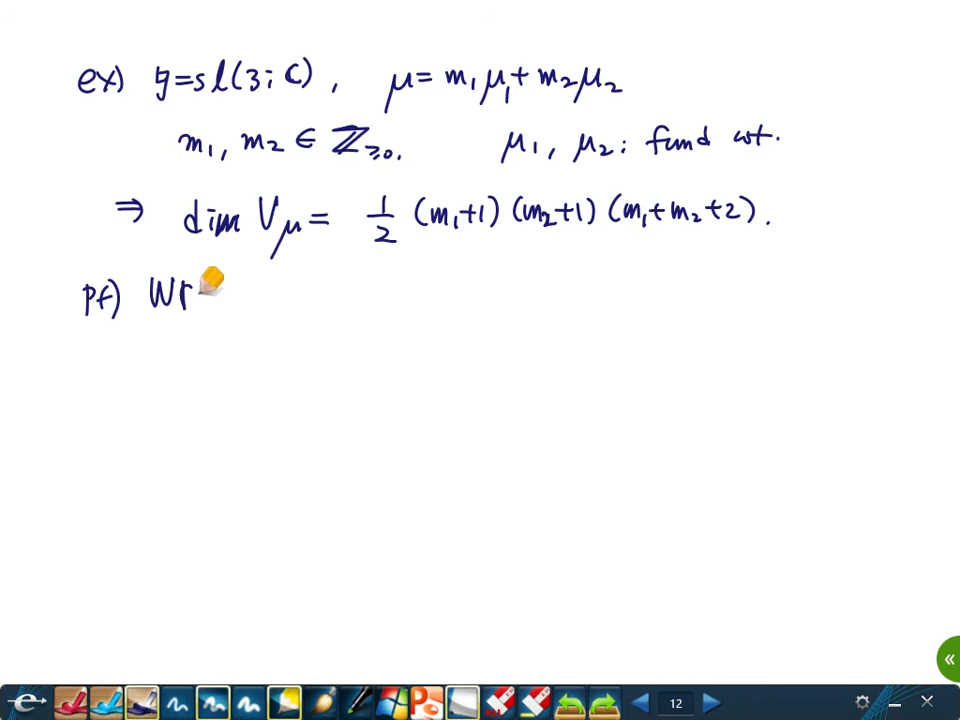 ex) 𝔤=sl(3;ℂ), μ=m₁μ₁+m₂μ₂
m₁, m₂ ∈ ℤ≥0. μ₁, μ₂: fund wt.
⇒ dim Vμ = 1/2 (m₁+1) (m₂+1) (m₁+m₂+2).
pf) Wr
12